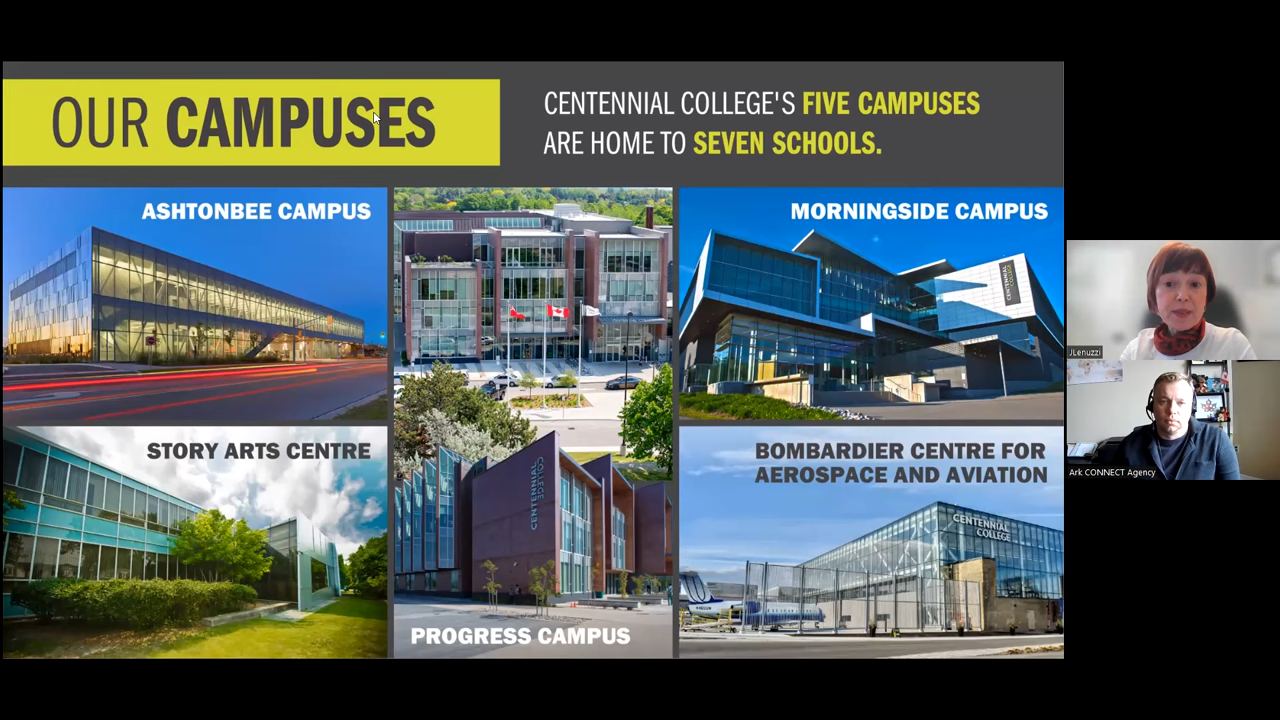 OUR CAMPUSES
CENTENNIAL COLLEGE'S FIVE CAMPUSES
ARE HOME TO SEVEN SCHOOLS.
ASHTONBEE CAMPUS
MORNINGSIDE CAMPUS
CENTENNIAL
COLLEGE
JLenuzzi
STORY ARTS CENTRE
BOMBARDIER CENTRE FOR
AEROSPACE AND AVIATION
Ark CONNECT Agency
CENTENNIAL
COLLEGE
CENTENNIAL
COLLEGE
PROGRESS CAMPUS